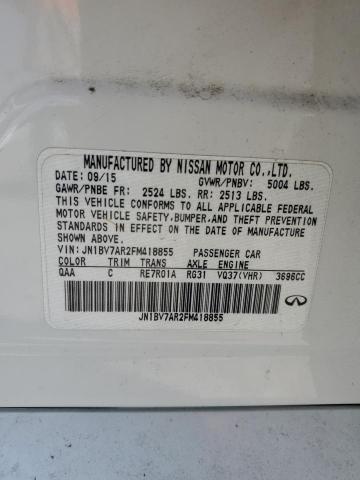 MANUFACTURED BY NISSAN MOTOR CO.,LTD.
DATE: 09/15 GVWR/PNBV: 5004 LBS.
GAWR/PNBE FR: 2524 LBS. RR: 2513 LBS.
THIS VEHICLE CONFORMS TO ALL APPLICABLE FEDERAL
MOTOR VEHICLE SAFETY,BUMPER,AND THEFT PREVENTION
STANDARDS IN EFFECT ON THE DATE OF MANUFACTURE
SHOWN ABOVE.
VIN: JN1BV7AR2FM418855 PASSENGER CAR
COLOR TRIM TRANS AXLE ENGINE
QAA C RE7R01A RG31 VQ37(VHR) 3696CC
JN1BV7AR2FM418855